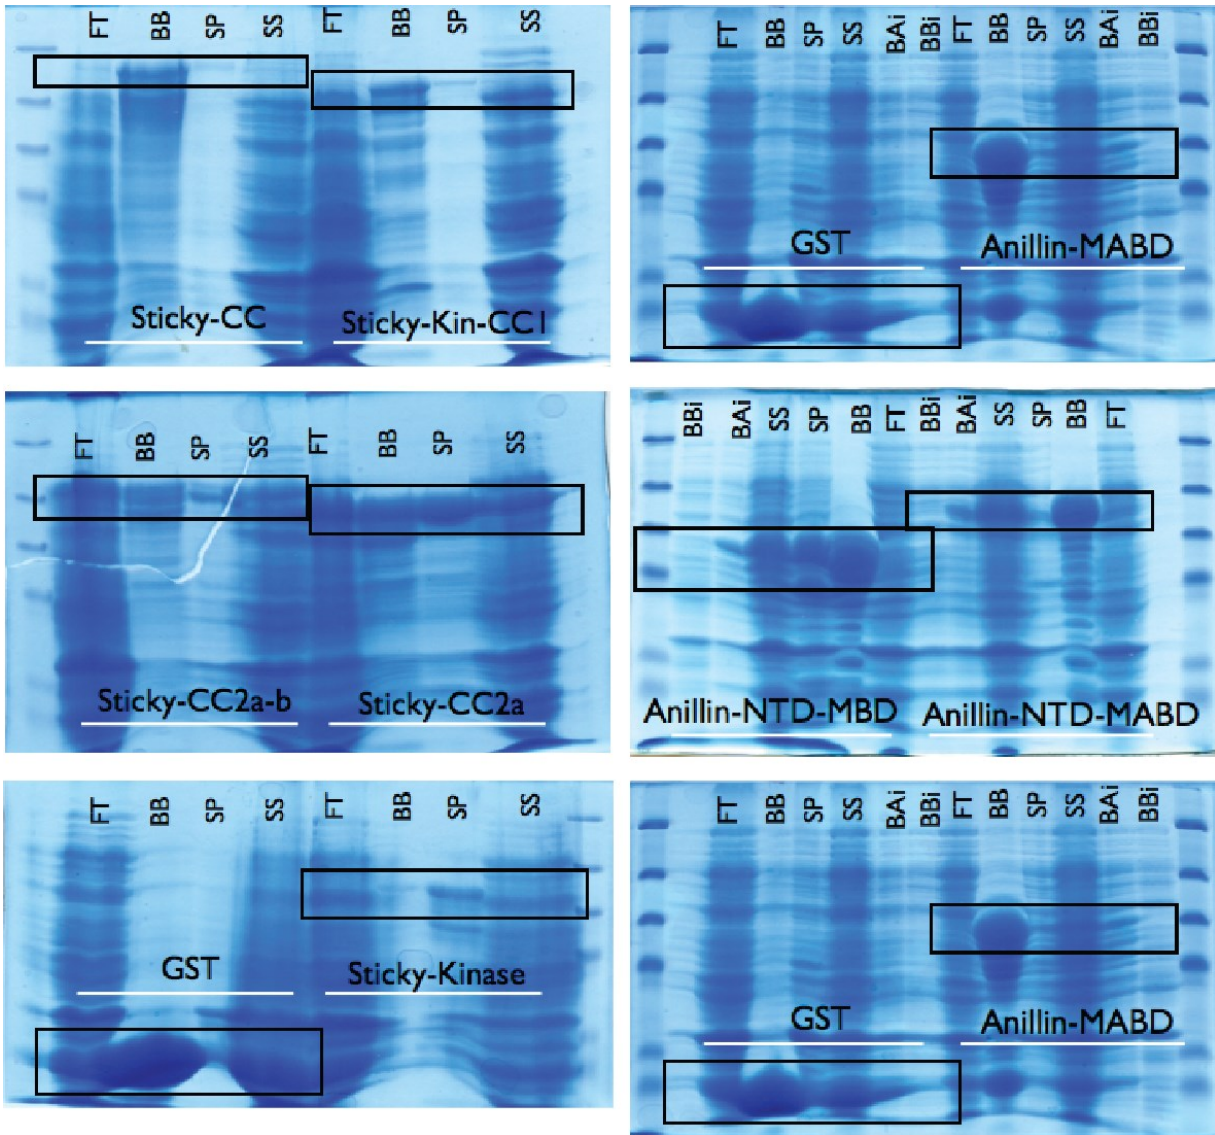 FT BB SP SS FT BB SP SS
Sticky-CC Sticky-Kin-CC1
FT BB SP SS BAi BBi FT BB SP SS BAi BBi
GST Anillin-MABD
FT BB SP SS FT BB SP SS
Sticky-CC2a-b Sticky-CC2a
BBi BAi SS SP BB FT BBi BAi SS SP BB FT
Anillin-NTD-MBD Anillin-NTD-MABD
FT BB SP SS FT BB SP SS
GST Sticky-Kinase
FT BB SP SS BAi BBi FT BB SP SS BAi BBi
GST Anillin-MABD